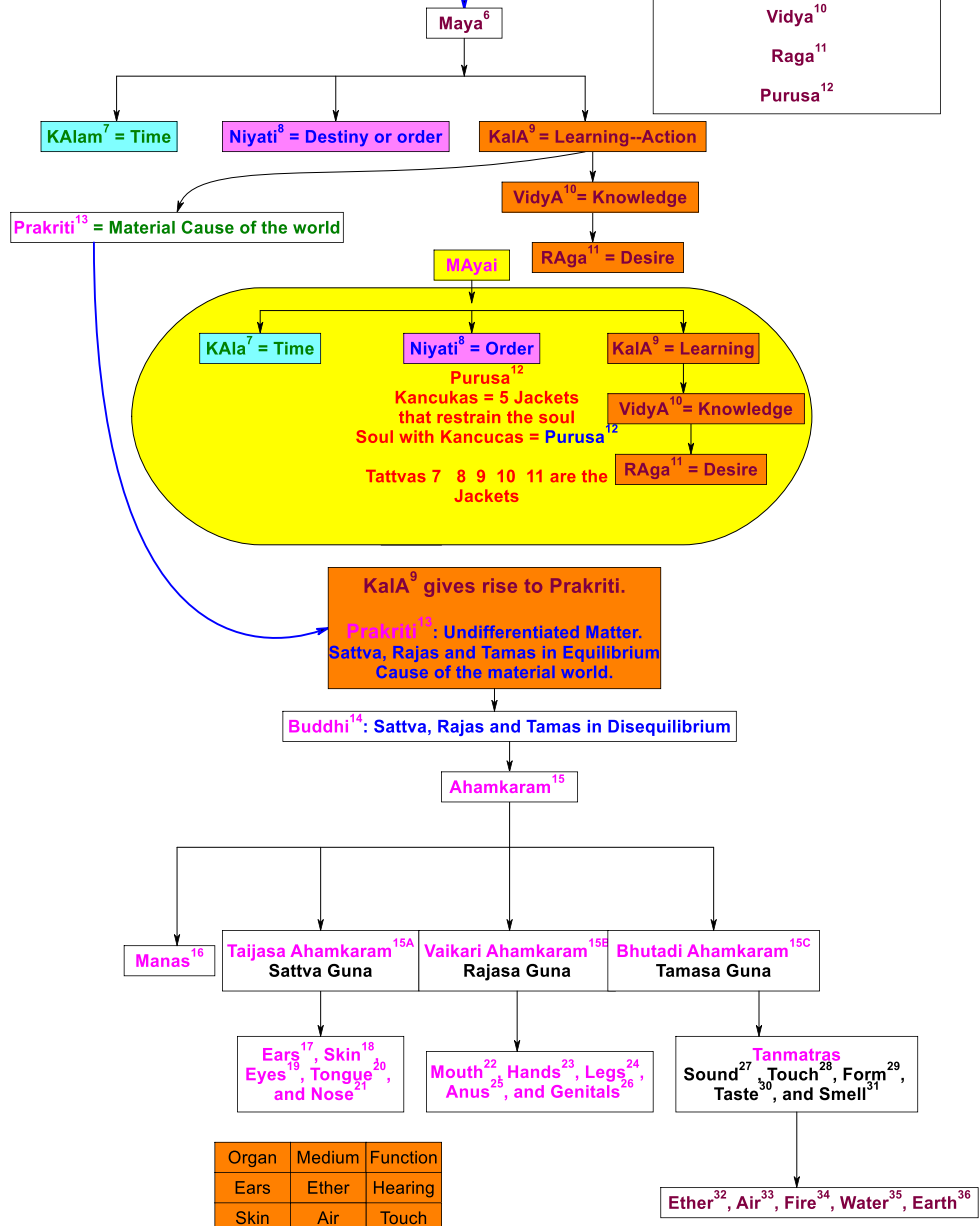 Maya⁶
Vidya¹⁰
Raga¹¹
Purusa¹²
KAlam⁷ = Time
Niyati⁸ = Destiny or order
KalA⁹ = Learning--Action
VidyA¹⁰= Knowledge
Prakriti¹³ = Material Cause of the world
RAga¹¹ = Desire
MAyai
KAla⁷ = Time
Niyati⁸ = Order
KalA⁹ = Learning
Purusa¹²
Kancukas = 5 Jackets
that restrain the soul
Soul with Kancucas = Purusa¹²
VidyA¹⁰= Knowledge
RAga¹¹ = Desire
Tattvas 7 8 9 10 11 are the
Jackets
KalA⁹ gives rise to Prakriti.
Prakriti¹³: Undifferentiated Matter.
Sattva, Rajas and Tamas in Equilibrium
Cause of the material world.
Buddhi¹⁴: Sattva, Rajas and Tamas in Disequilibrium
Ahamkaram¹⁵
Manas¹⁶
Taijasa Ahamkaram15A
Sattva Guna
Vaikari Ahamkaram15B
Rajasa Guna
Bhutadi Ahamkaram15C
Tamasa Guna
Ears¹⁷, Skin¹⁸,
Eyes¹⁹, Tongue²⁰,
and Nose²¹
Mouth²², Hands²³, Legs²⁴,
Anus²⁵, and Genitals²⁶
Tanmatras
Sound²⁷, Touch²⁸, Form²⁹,
Taste³⁰, and Smell³¹
Ether³², Air³³, Fire³⁴, Water³⁵, Earth³⁶
Organ Medium Function
Ears Ether Hearing
Skin Air Touch